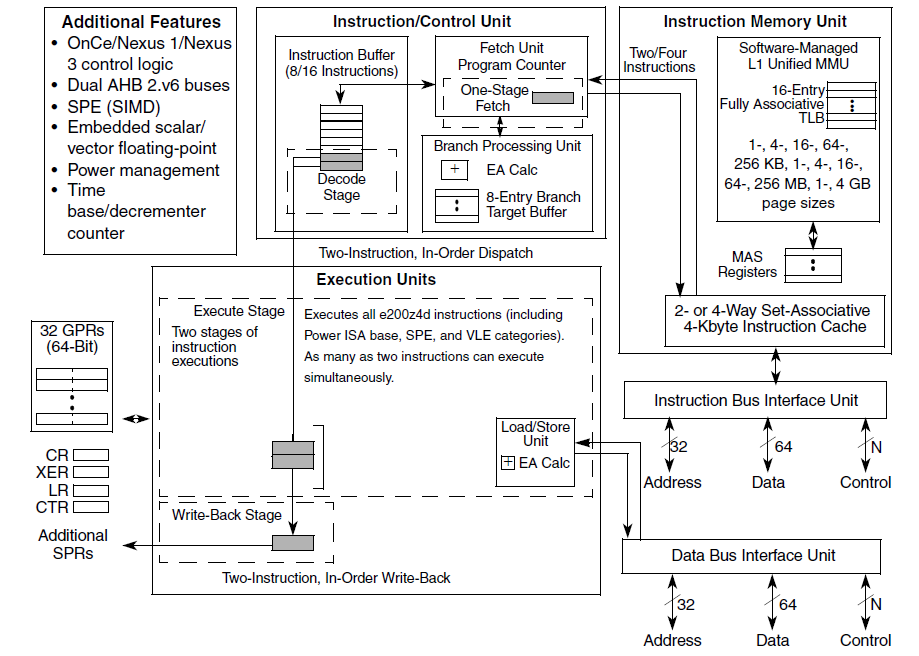 Additional Features
• OnCe/Nexus 1/Nexus
3 control logic
• Dual AHB 2.v6 buses
• SPE (SIMD)
• Embedded scalar/
vector floating-point
• Power management
• Time
base/decrementer
counter
Instruction/Control Unit
Instruction Buffer
(8/16 Instructions)
Decode
Stage
Fetch Unit
Program Counter
One-Stage
Fetch
Branch Processing Unit
+
EA Calc
8-Entry Branch
Target Buffer
Two-Instruction, In-Order Dispatch
Two/Four
Instructions
Instruction Memory Unit
Software-Managed
L1 Unified MMU
16-Entry
Fully Associative
TLB
1-, 4-, 16-, 64-,
256 KB, 1-, 4-, 16-,
64-, 256 MB, 1-, 4 GB
page sizes
MAS
Registers
2- or 4-Way Set-Associative
4-Kbyte Instruction Cache
Execution Units
Execute Stage
Two stages of
instruction
executions
Executes all e200z4d instructions (including
Power ISA base, SPE, and VLE categories).
As many as two instructions can execute
simultaneously.
Load/Store
Unit
+ EA Calc
Write-Back Stage
Two-Instruction, In-Order Write-Back
32 GPRs
(64-Bit)
CR
XER
LR
CTR
Additional
SPRs
Instruction Bus Interface Unit
32
64
N
Address
Data
Control
Data Bus Interface Unit
32
64
N
Address
Data
Control